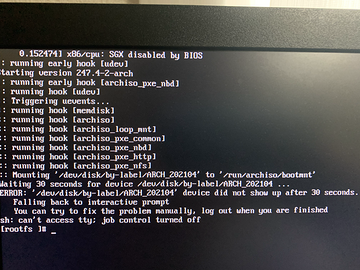 0.152474] x86/cpu: SGX disabled by BIOS
:: running early hook [udev]
Starting version 247.4-2-arch
:: running early hook [archiso_pxe_nbd]
:: running hook [udev]
:: Triggering uevents...
:: running hook [memdisk]
:: running hook [archiso]
:: running hook [archiso_loop_mnt]
:: running hook [archiso_pxe_common]
:: running hook [archiso_pxe_nbd]
:: running hook [archiso_pxe_http]
:: running hook [archiso_pxe_nfs]
:: Mounting '/dev/disk/by-label/ARCH_202104' to '/run/archiso/bootmnt'
Waiting 30 seconds for device /dev/disk/by-label/ARCH_202104 ...
ERROR: '/dev/disk/by-label/ARCH_202104' device did not show up after 30 seconds.
Falling back to interactive prompt
You can try to fix the problem manually, log out when you are finished
sh: can't access tty; job control turned off
[rootfs ]# _